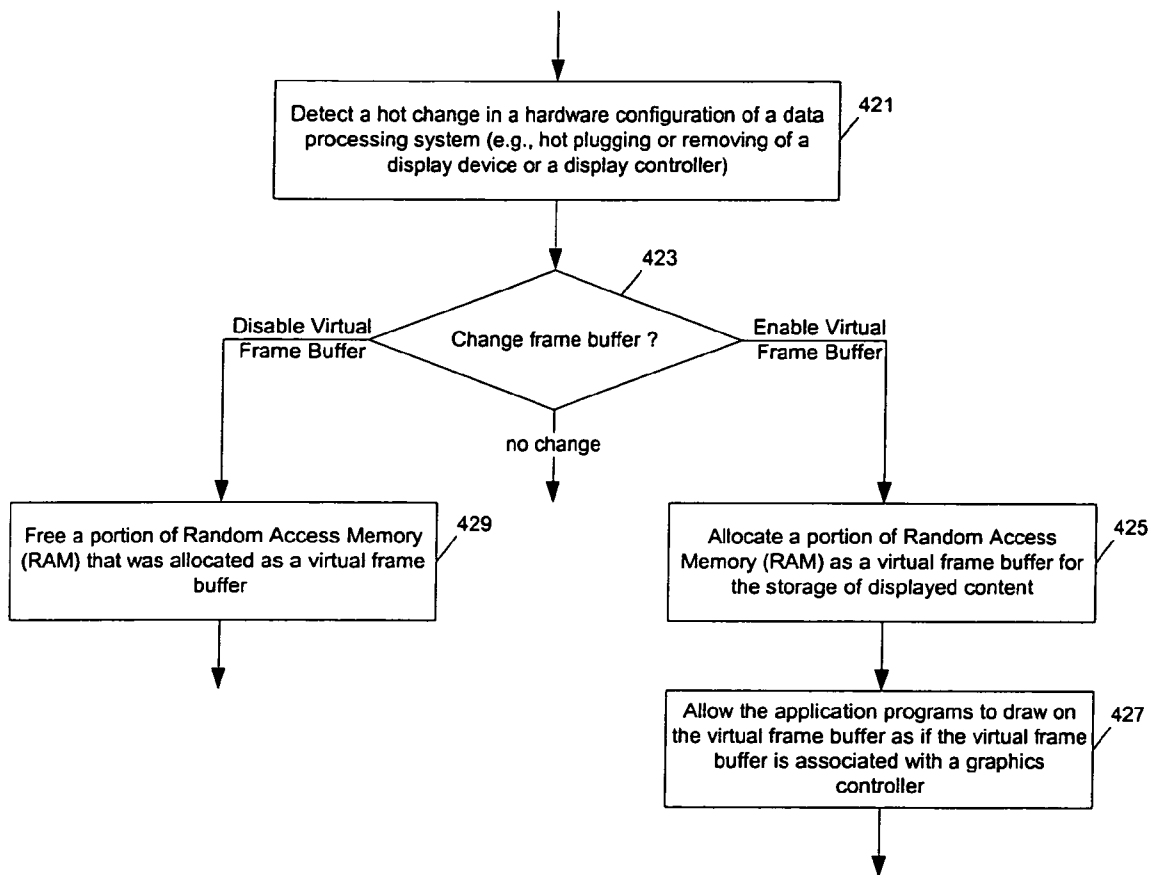 Detect a hot change in a hardware configuration of a data
processing system (e.g., hot plugging or removing of a
display device or a display controller)
421
423
Change frame buffer ?
Disable Virtual
Frame Buffer
Enable Virtual
Frame Buffer
no change
Free a portion of Random Access Memory
(RAM) that was allocated as a virtual frame
buffer
429
Allocate a portion of Random Access
Memory (RAM) as a virtual frame buffer for
the storage of displayed content
425
Allow the application programs to draw on
the virtual frame buffer as if the virtual frame
buffer is associated with a graphics
controller
427